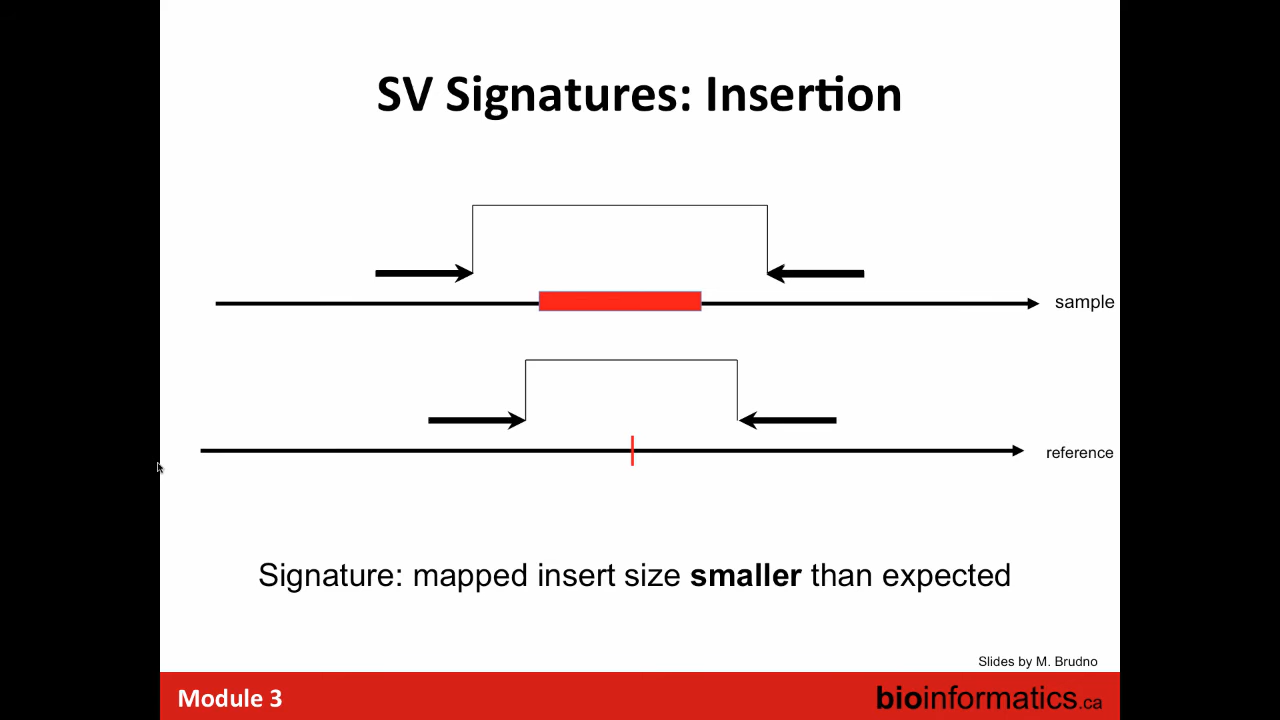 SV Signatures: Insertion
sample
reference
Signature: mapped insert size smaller than expected
Slides by M. Brudno
Module 3
bioinformatics.ca